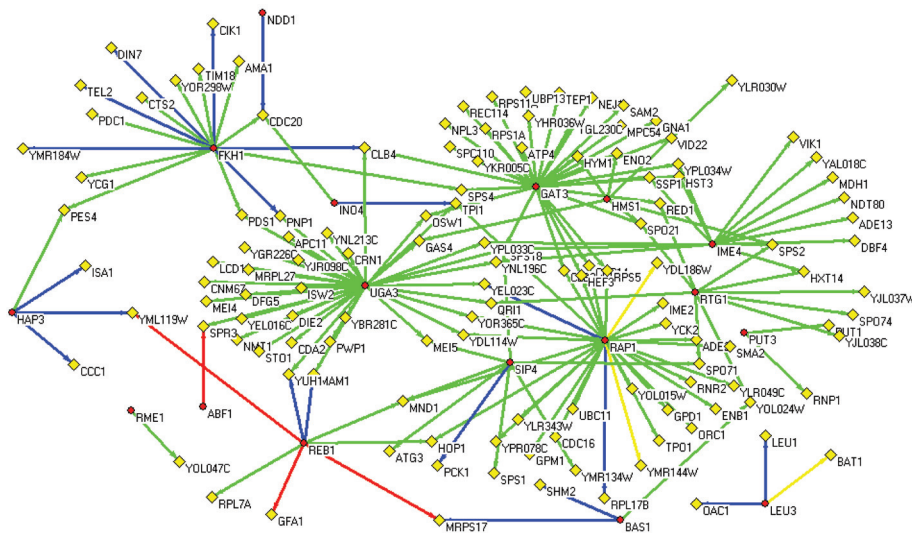 NDD1
CIK1
DIN7
TIM18
AMA1
YOR298W
TEL2
CTS2
PDC1
CDC20
YMR184W
FKH1
CLB4
YCG1
PES4
SPS4
PDS1
PNP1
INO4
TPI1
OSW1
UBP13
TEP1
RPS11
NEJ1
SAM2
REC114
YHR036W
YGL230C
MPC54
GNA1
NPL3
RPS1A
VID22
SPC110
ATP4
HYM1
ENO2
YKR005C
YLR030W
YPL034W
SSP1
HST3
GAT3
HMS1
RED1
VIK1
YAL018C
MDH1
NDT80
ADE13
DBF4
SPO21
IME4
SPS2
HXT14
YNL213C
APC11
YGR226C
CRN1
GAS4
YPL033C
SPS18
LCD1
MRPL27
YJR098C
YNL196C
HEF3
RPS5
YDL186W
ISA1
CNM67
ISW2
UGA3
YEL023C
MEI4
DFG5
QRI1
IME2
RTG1
YJL037W
HAP3
YML119W
SPR3
YEL016C
DIE2
YBR281C
YOR365C
YCK2
SPO74
PUT3
PUT1
YJL038C
NMT1
CDA2
PWP1
MEI5
YDL114W
RAP1
SMA2
STO1
SIP4
SPO71
CCC1
YUH1
MAM1
RNR2
YLR049C
YOL015W
YOL024W
RNP1
RME1
ABF1
MND1
UBC11
GPD1
ENB1
YLR343W
ORC1
REB1
HOP1
YPR078C
CDC16
TPO1
LEU1
ATG3
GPM1
YOL047C
PCK1
SPS1
YMR134W
YMR144W
BAT1
RPL7A
SHM2
RPL17B
OAC1
LEU3
GFA1
MRPS17
BAS1